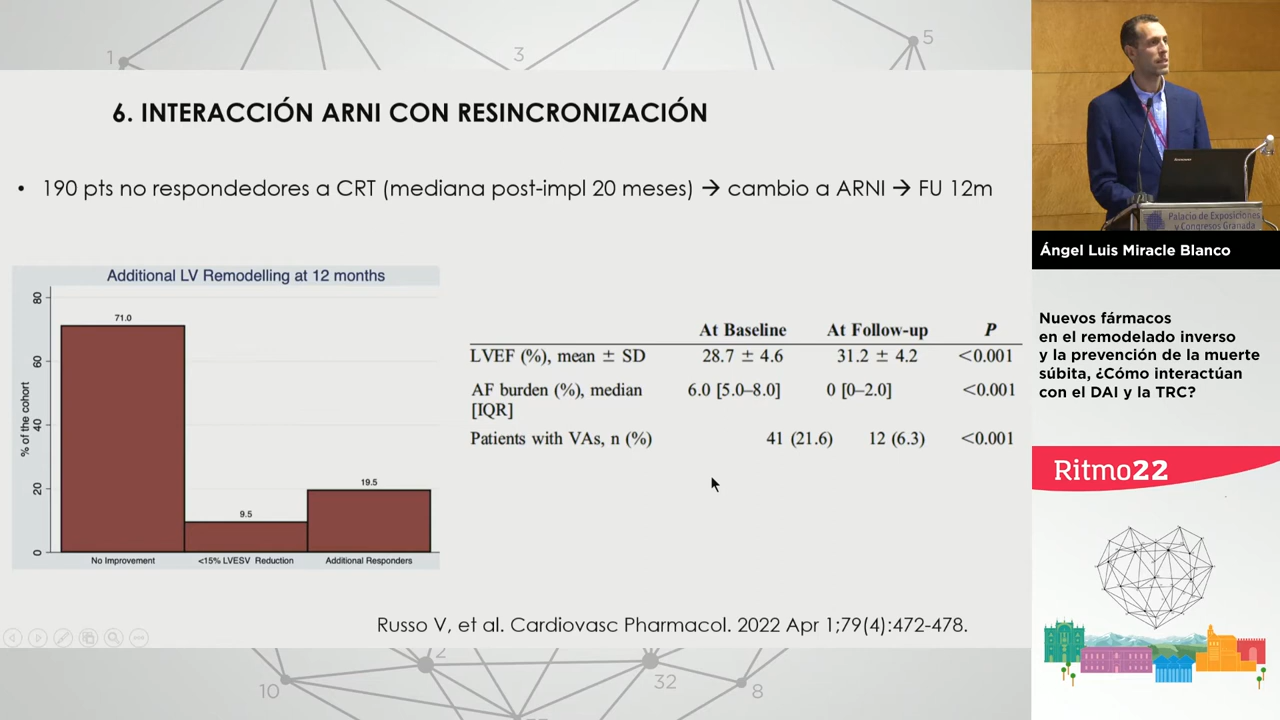 1
3
5
6. INTERACCIÓN ARNI CON RESINCRONIZACIÓN
• 190 pts no respondedores a CRT (mediana post-impl 20 meses) → cambio a ARNI → FU 12m
Additional LV Remodelling at 12 months
% of the cohort
80
60
40
20
0
71.0
9.5
19.5
No Improvement
<15% LVESV Reduction
Additional Responders
At Baseline At Follow-up P
LVEF (%), mean ± SD 28.7 ± 4.6 31.2 ± 4.2 <0.001
AF burden (%), median 6.0 [5.0–8.0] 0 [0–2.0] <0.001
[IQR]
Patients with VAs, n (%) 41 (21.6) 12 (6.3) <0.001
Russo V, et al. Cardiovasc Pharmacol. 2022 Apr 1;79(4):472-478.
2
10
32
8
Lenovo
Palacio de Exposiciones
y Congresos Granada
Ángel Luis Miracle Blanco
Nuevos fármacos
en el remodelado inverso
y la prevención de la muerte
súbita, ¿Cómo interactúan
con el DAI y la TRC?
Ritmo22